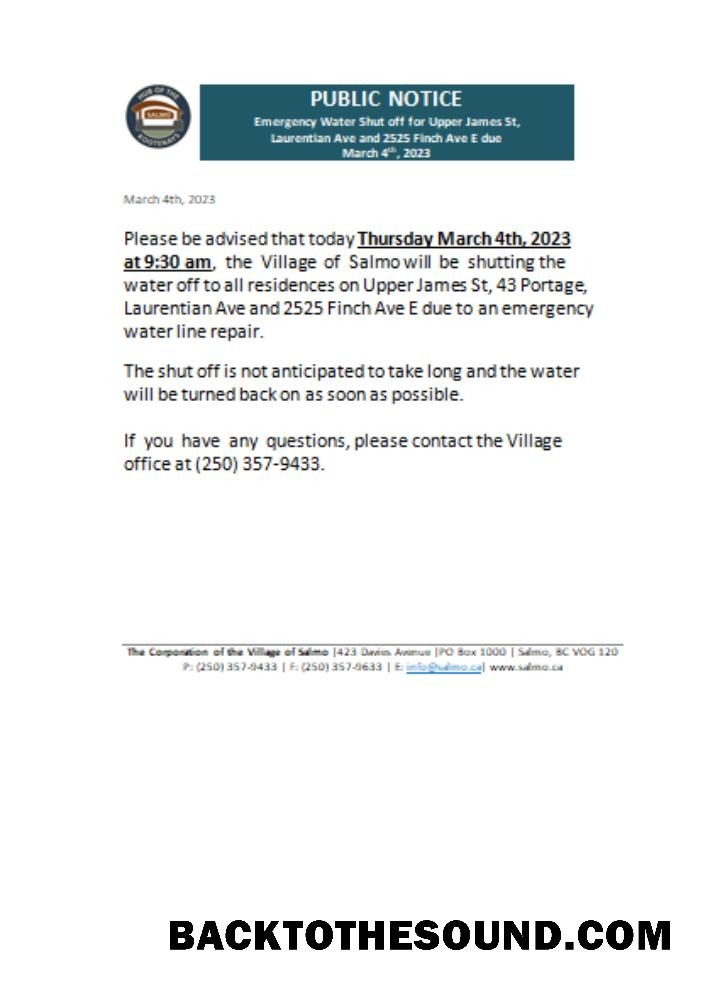 HUB OF THE
SALMO
KOOTENAYS
PUBLIC NOTICE
Emergency Water Shut off for Upper James St,
Laurentian Ave and 2525 Finch Ave E due
March 4th, 2023
March 4th, 2023
Please be advised that today Thursday March 4th, 2023
at 9:30 am, the Village of Salmo will be shutting the
water off to all residences on Upper James St, 43 Portage,
Laurentian Ave and 2525 Finch Ave E due to an emergency
water line repair.
The shut off is not anticipated to take long and the water
will be turned back on as soon as possible.
If you have any questions, please contact the Village
office at (250) 357-9433.
The Corporation of the Village of Salmo |423 Davies Avenue |PO Box 1000 | Salmo, BC V0G 1Z0
P: (250) 357-9433 | F: (250) 357-9633 | E: info@salmo.ca| www.salmo.ca
BACKTOTHESOUND.COM